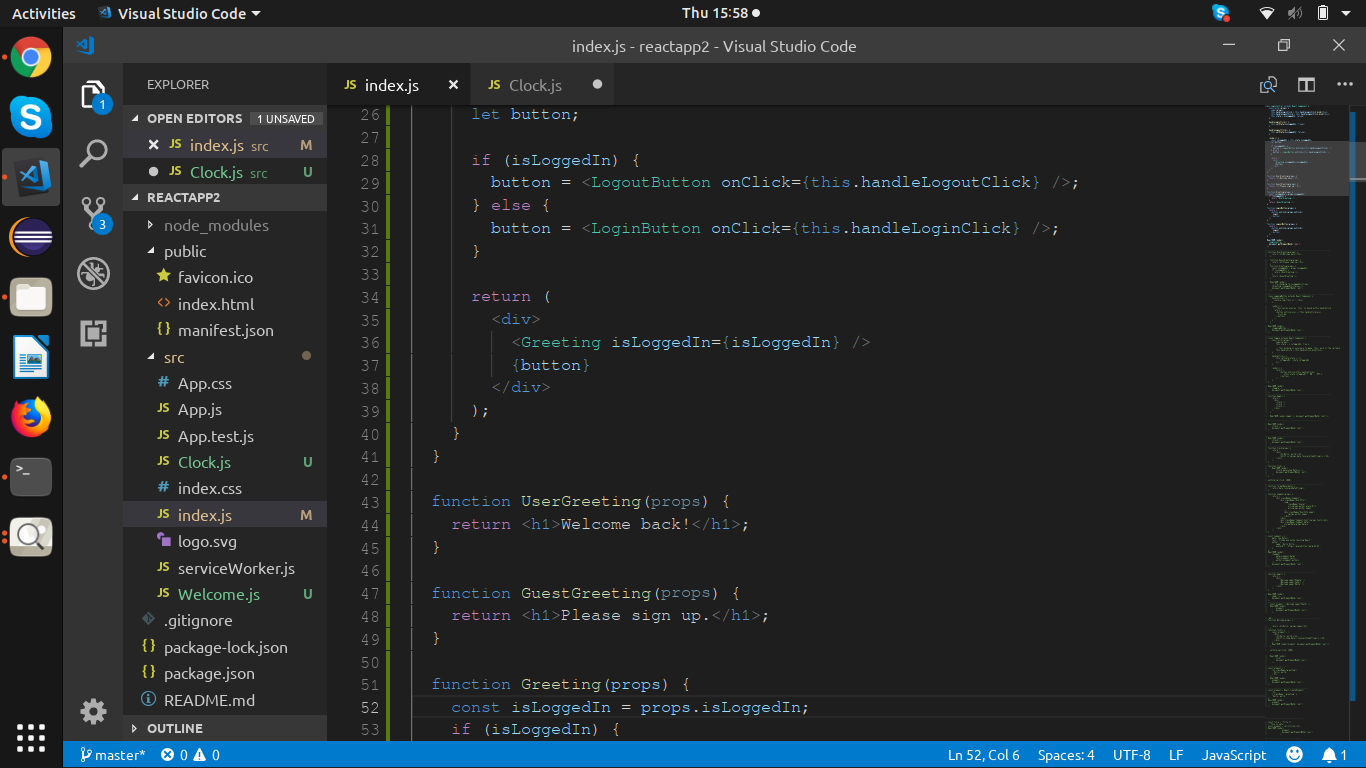 Activities Visual Studio Code Thu 15:58
index.js - reactapp2 - Visual Studio Code
EXPLORER
OPEN EDITORS 1 UNSAVED
JS index.js src M
JS Clock.js src U
REACTAPP2
node_modules
public
favicon.ico
<> index.html
{} manifest.json
src
# App.css
JS App.js
JS App.test.js
JS Clock.js U
# index.css
JS index.js M
logo.svg
JS serviceWorker.js
JS Welcome.js U
.gitignore
{} package-lock.json
{} package.json
README.md
OUTLINE
1
3
JS index.js JS Clock.js
26 let button;
27
28 if (isLoggedIn) {
29 button = <LogoutButton onClick={this.handleLogoutClick} />;
30 } else {
31 button = <LoginButton onClick={this.handleLoginClick} />;
32 }
33
34 return (
35 <div>
36 <Greeting isLoggedIn={isLoggedIn} />
37 {button}
38 </div>
39 );
40 }
41 }
42
43 function UserGreeting(props) {
44 return <h1>Welcome back!</h1>;
45 }
46
47 function GuestGreeting(props) {
48 return <h1>Please sign up.</h1>;
49 }
50
51 function Greeting(props) {
52 const isLoggedIn = props.isLoggedIn;
53 if (isLoggedIn) {
master* 0 0 Ln 52, Col 6 Spaces: 4 UTF-8 LF JavaScript 1